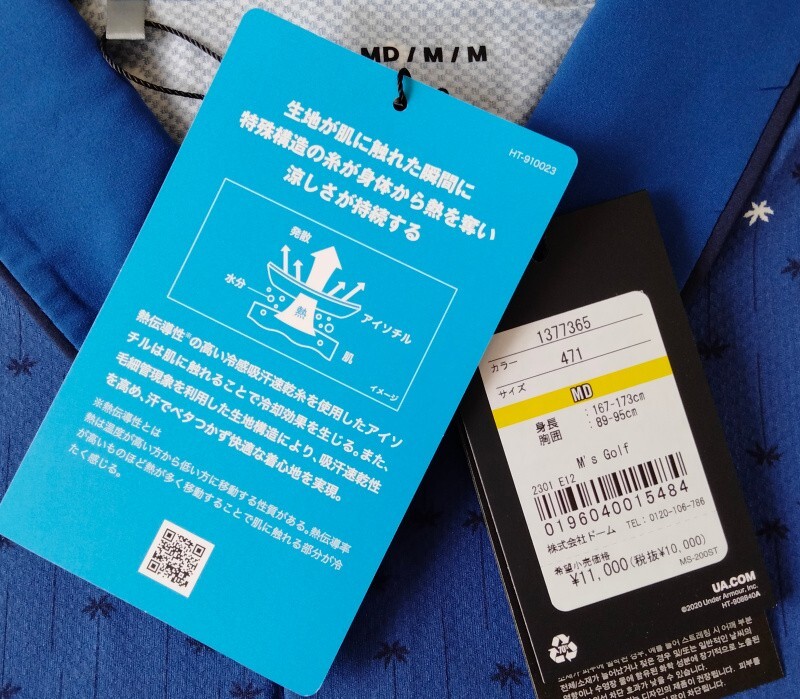 MD / M / M
HT-910023
生地が肌に触れた瞬間に
特殊構造の糸が身体から熱を奪い
涼しさが持続する
発散
水分
アイソチル
熱
肌
イメージ
熱伝導性※の高い冷感吸汗速乾糸を使用したアイソ
チルは肌に触れることで冷却効果を生じる。また、
毛細管現象を利用した生地構造により、吸汗速乾性
を高め、汗でベタつかず快適な着心地を実現。
※熱伝導性とは
熱は温度が高い方から低い方に移動する性質がある。熱伝導率
が高いものほど熱が多く移動することで肌に触れる部分が冷
たく感じる。
1377365
カラー 471
サイズ
MD
身長 : 167-173cm
胸囲 : 89-95cm
M's Golf
2301 E12
0196040015484
株式会社ドーム TEL: 0120-106-786
希望小売価格
¥11,000(税抜¥10,000)
MS-200ST
UA.COM
©2020 Under Armour, Inc.
HT-908840A